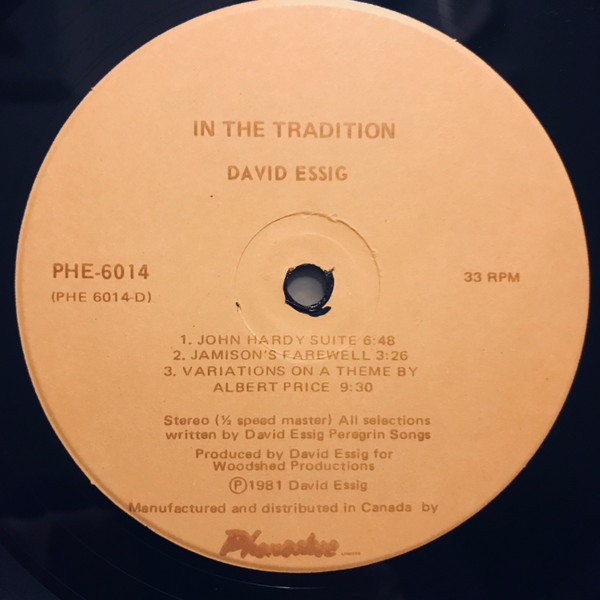 IN THE TRADITION
DAVID ESSIG
PHE-6014
(PHE 6014-D)
33 RPM
1. JOHN HARDY SUITE 6:48
2. JAMISON'S FAREWELL 3:26
3. VARIATIONS ON A THEME BY
ALBERT PRICE 9:30
Stereo (½ speed master) All selections
written by David Essig Peregrin Songs
Produced by David Essig for
Woodshed Productions
Ⓟ1981 David Essig
Manufactured and distributed in Canada by